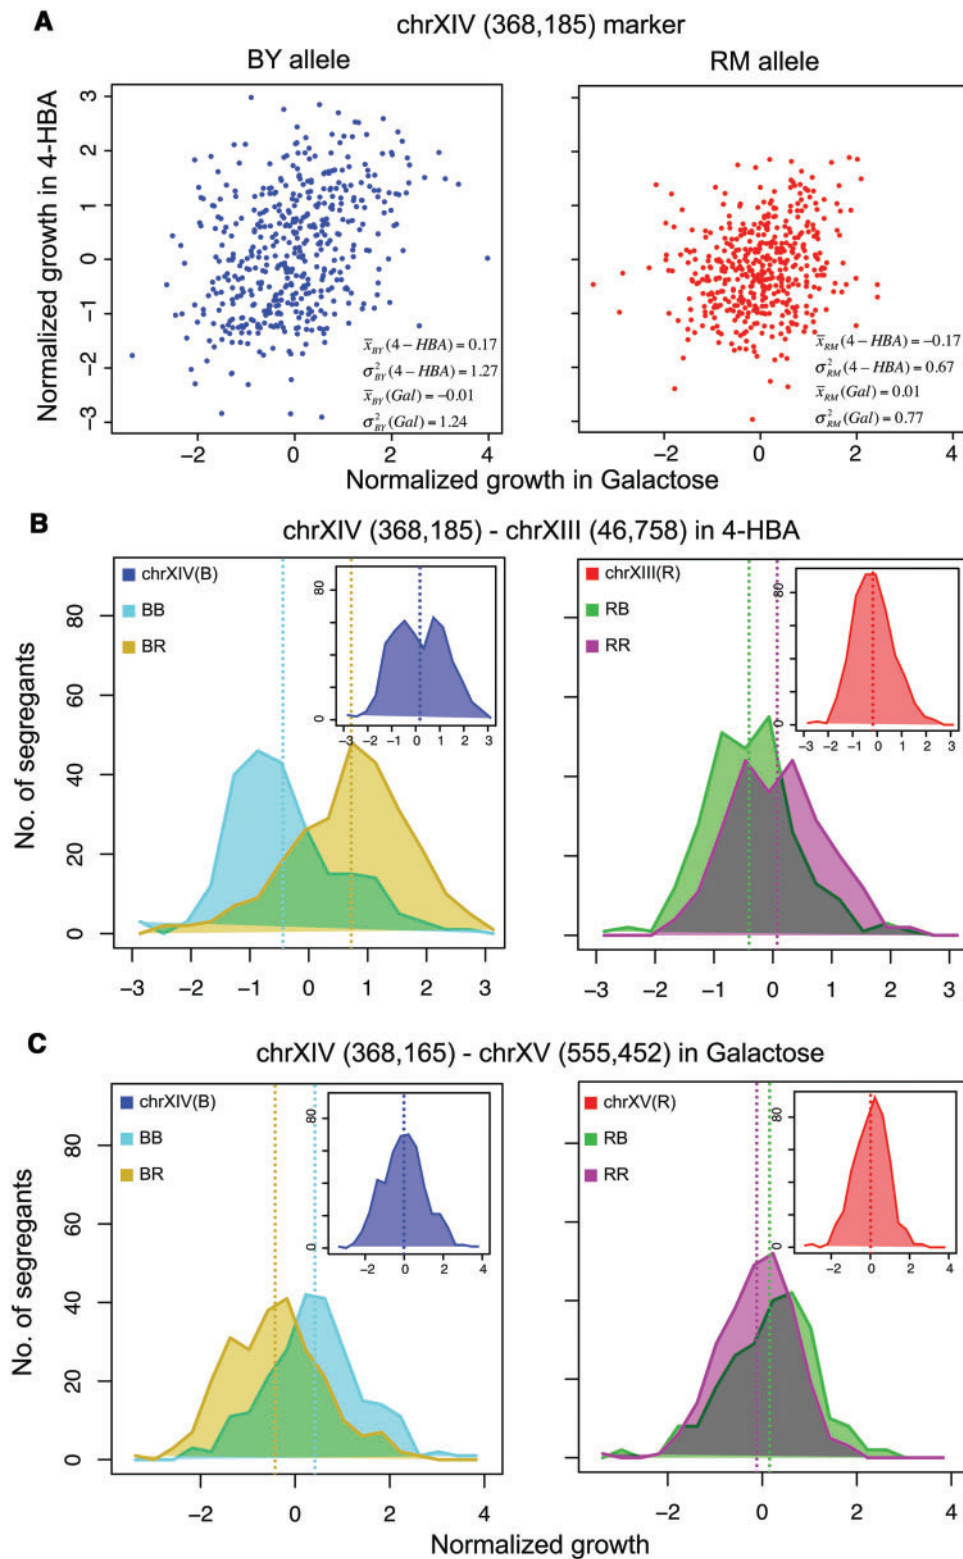 A
chrXIV (368,185) marker
BY allele
RM allele
Normalized growth in 4-HBA
3
2
1
0
−1
−2
−3
x̅BY(4−HBA)=0.17
σ²BY(4−HBA)=1.27
x̅BY(Gal)=−0.01
σ²BY(Gal)=1.24
x̅RM(4−HBA)=−0.17
σ²RM(4−HBA)=0.67
x̅RM(Gal)=0.01
σ²RM(Gal)=0.77
−2 0 2 4
−2 0 2 4
Normalized growth in Galactose
B
chrXIV (368,185) - chrXIII (46,758) in 4-HBA
No. of segregants
80
60
40
20
0
chrXIV(B)
BB
BR
80
0
−3 −2 −1 0 1 2 3
chrXIII(R)
RB
RR
80
0
−3 −2 −1 0 1 2 3
−3 −2 −1 0 1 2 3
−3 −2 −1 0 1 2 3
C
chrXIV (368,165) - chrXV (555,452) in Galactose
No. of segregants
80
60
40
20
0
chrXIV(B)
BB
BR
80
0
−2 0 2 4
chrXV(R)
RB
RR
80
0
−2 0 2 4
−2 0 2 4
−2 0 2 4
Normalized growth